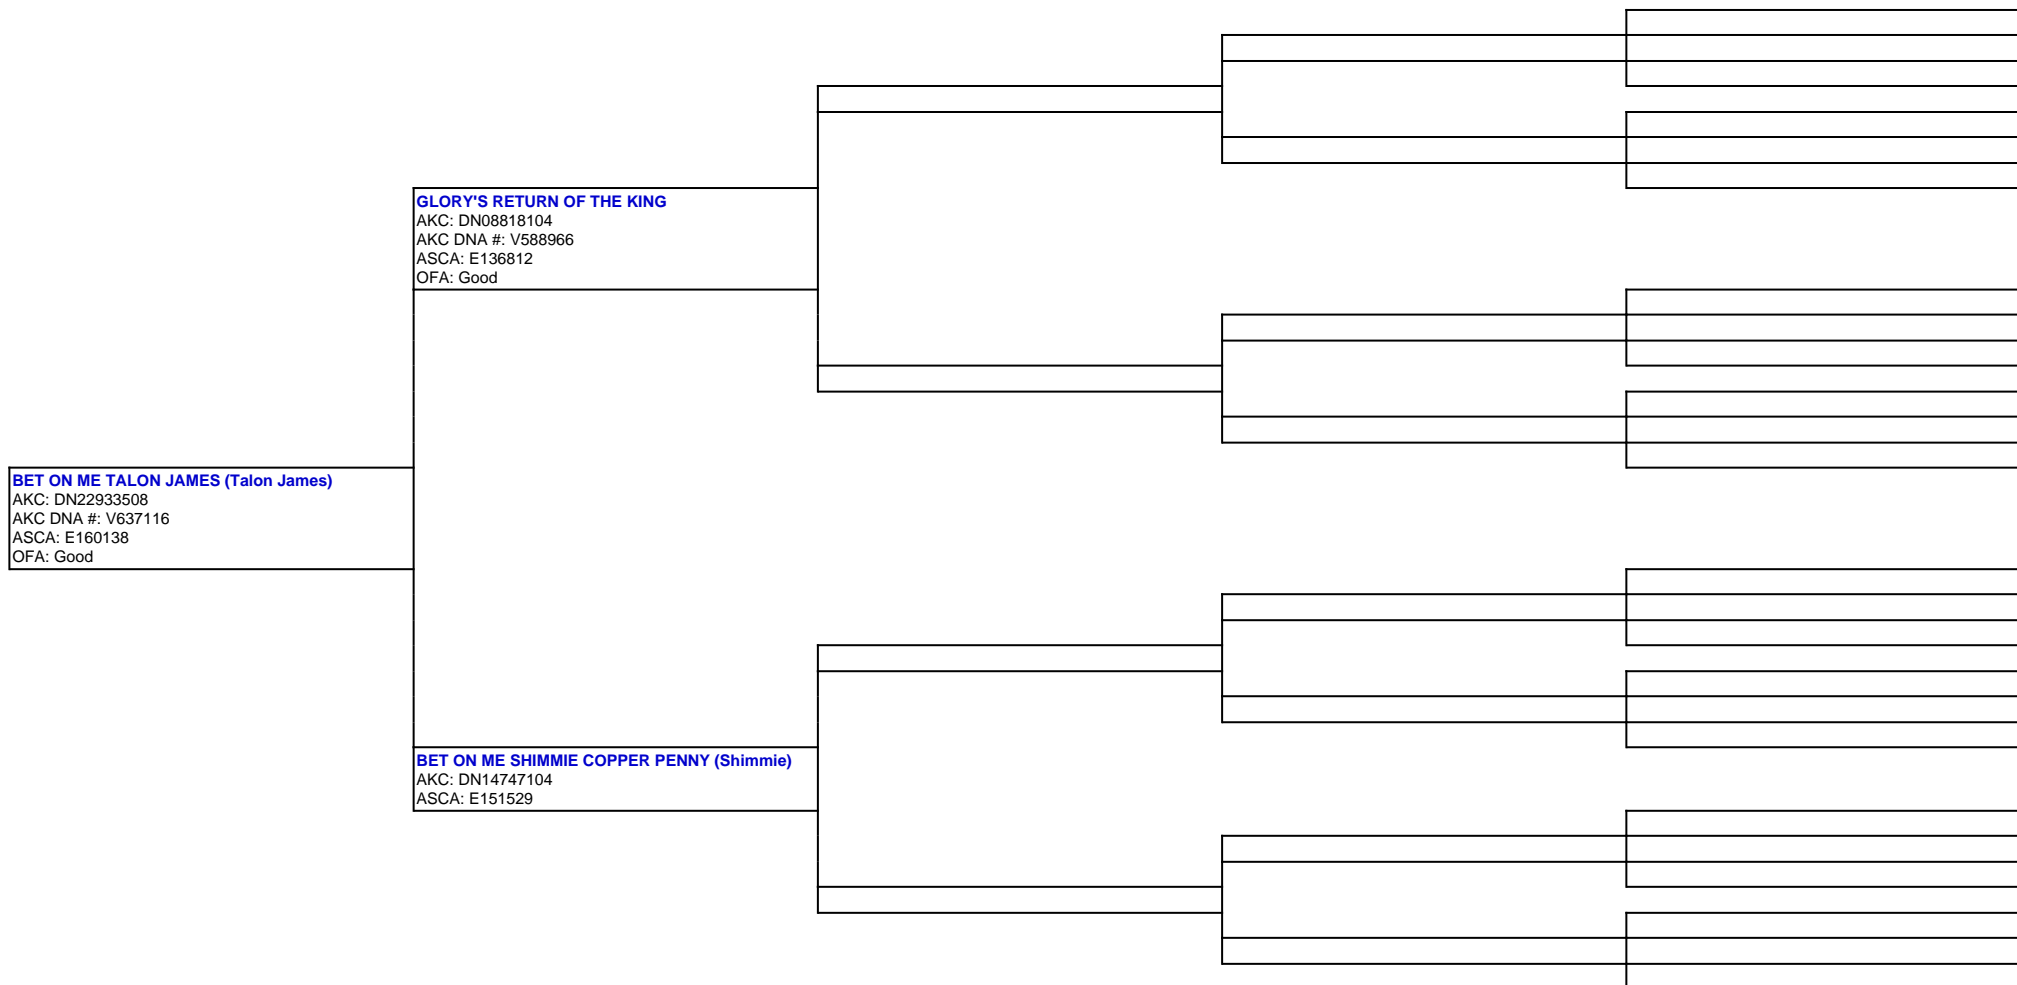 GLORY'S RETURN OF THE KING
AKC: DN08818104
AKC DNA #: V588966
ASCA: E136812
OFA: Good
BET ON ME TALON JAMES (Talon James)
AKC: DN22933508
AKC DNA #: V637116
ASCA: E160138
OFA: Good
BET ON ME SHIMMIE COPPER PENNY (Shimmie)
AKC: DN14747104
ASCA: E151529